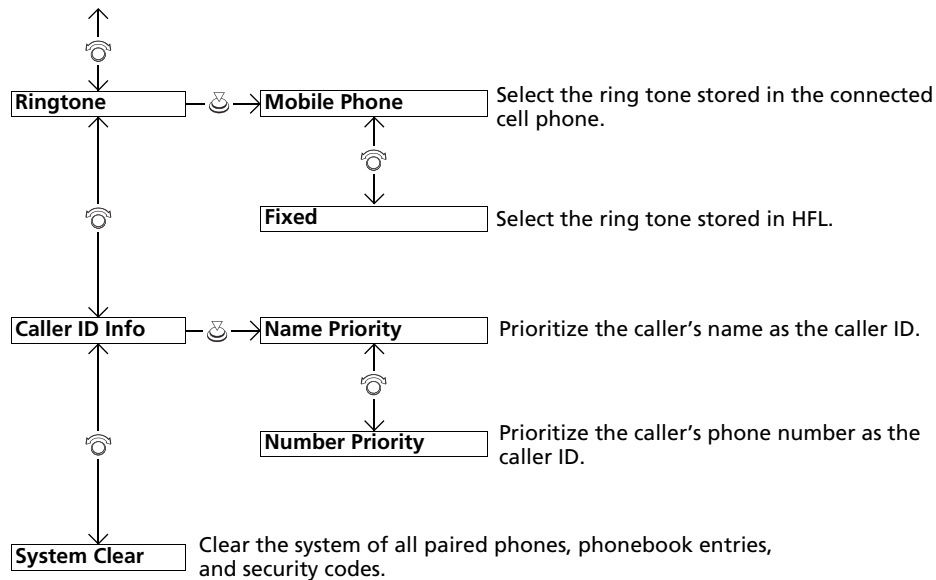 Ringtone
Mobile Phone
Select the ring tone stored in the connected
cell phone.
Fixed
Select the ring tone stored in HFL.
Caller ID Info
Name Priority
Prioritize the caller’s name as the caller ID.
Number Priority
Prioritize the caller’s phone number as the
caller ID.
System Clear
Clear the system of all paired phones, phonebook entries,
and security codes.